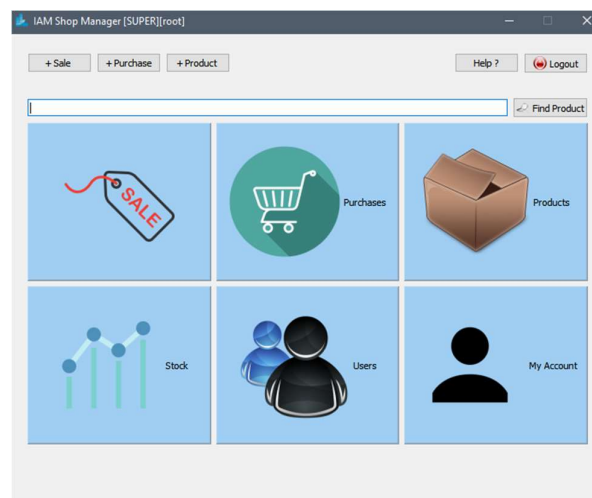 IAM Shop Manager [SUPER][root]
+ Sale + Purchase + Product Help ? Logout
Find Product
SALE Purchases Products
Stock Users My Account